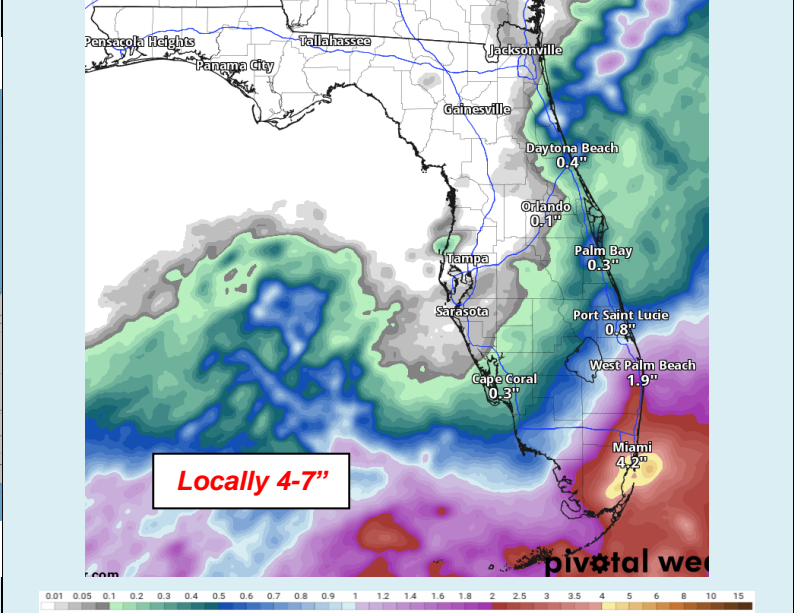 Pensacola Heights
Tallahassee
Jacksonville
Panama City
Gainesville
Daytona Beach
0.4"
Orlando
0.1"
Tampa
Palm Bay
0.3"
Sarasota
Port Saint Lucie
0.8"
West Palm Beach
1.9"
Cape Coral
0.3"
Miami
4.2"
Locally 4-7”
pivotal wea
r.com
0.01 0.05 0.1 0.1 0.2 0.3 0.4 0.5 0.6 0.7 0.8 0.9 1 1.2 1.4 1.6 1.8 2 2.5 3 3.5 4 5 6 8 10 15